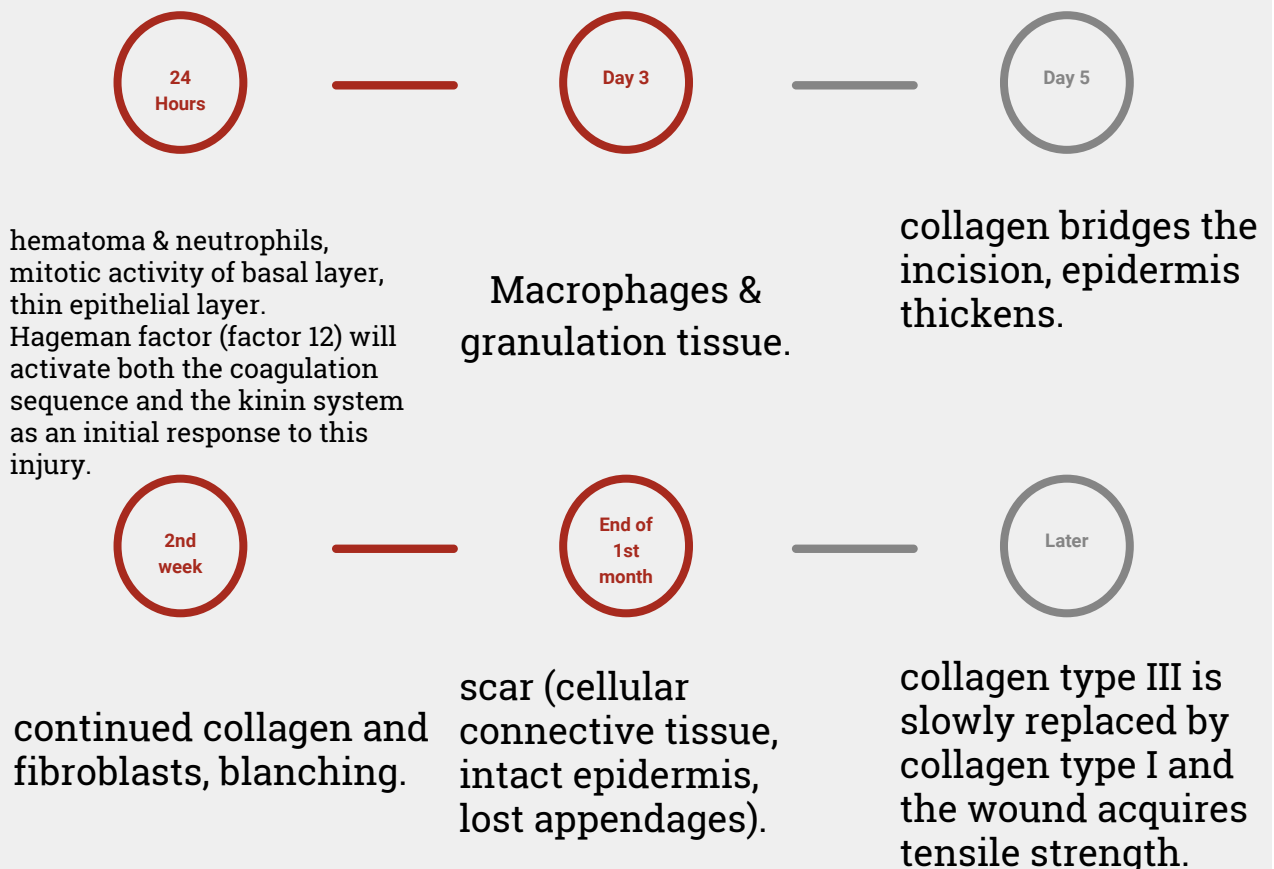 24
Hours
Day 3
Day 5
hematoma & neutrophils,
mitotic activity of basal layer,
thin epithelial layer.
Hageman factor (factor 12) will
activate both the coagulation
sequence and the kinin system
as an initial response to this
injury.
Macrophages &
granulation tissue.
collagen bridges the
incision, epidermis
thickens.
2nd
week
End of
1st
month
Later
continued collagen and
fibroblasts, blanching.
scar (cellular
connective tissue,
intact epidermis,
lost appendages).
collagen type III is
slowly replaced by
collagen type I and
the wound acquires
tensile strength.